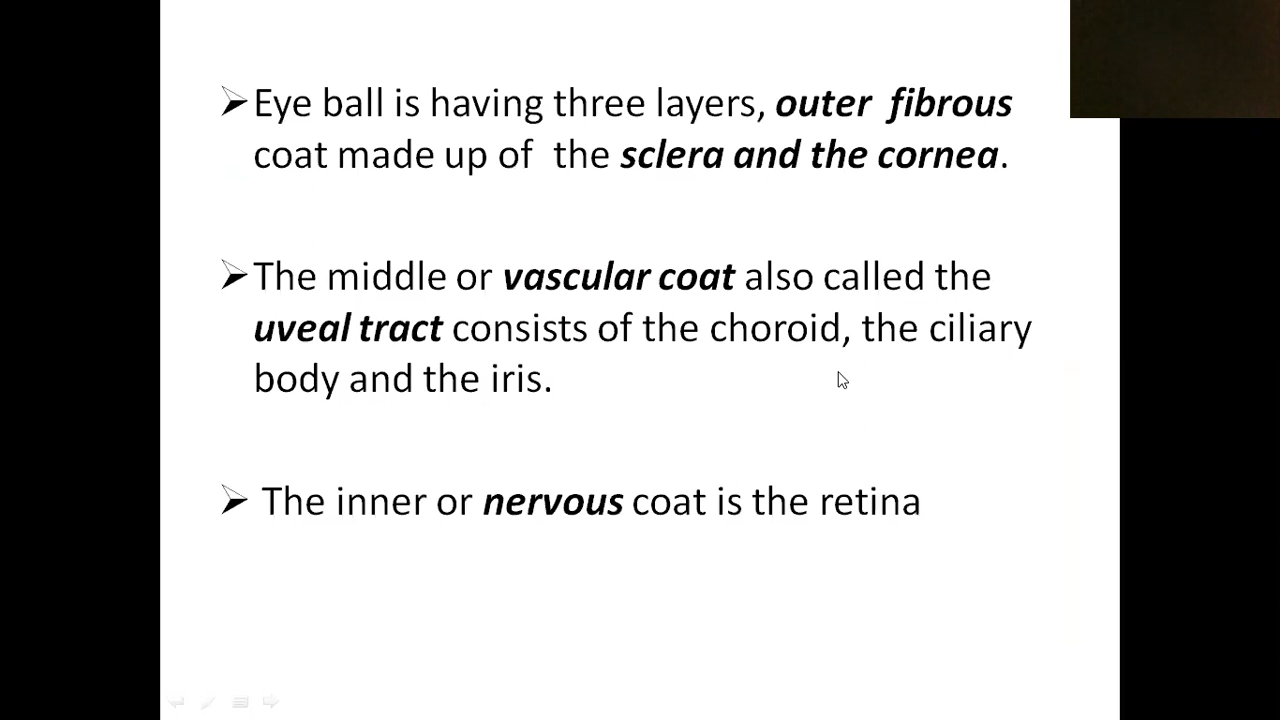 ➢Eye ball is having three layers, outer  fibrous
coat made up of  the sclera and the cornea.
➢The middle or vascular coat also called the
uveal tract consists of the choroid, the ciliary
body and the iris.
➢ The inner or nervous coat is the retina